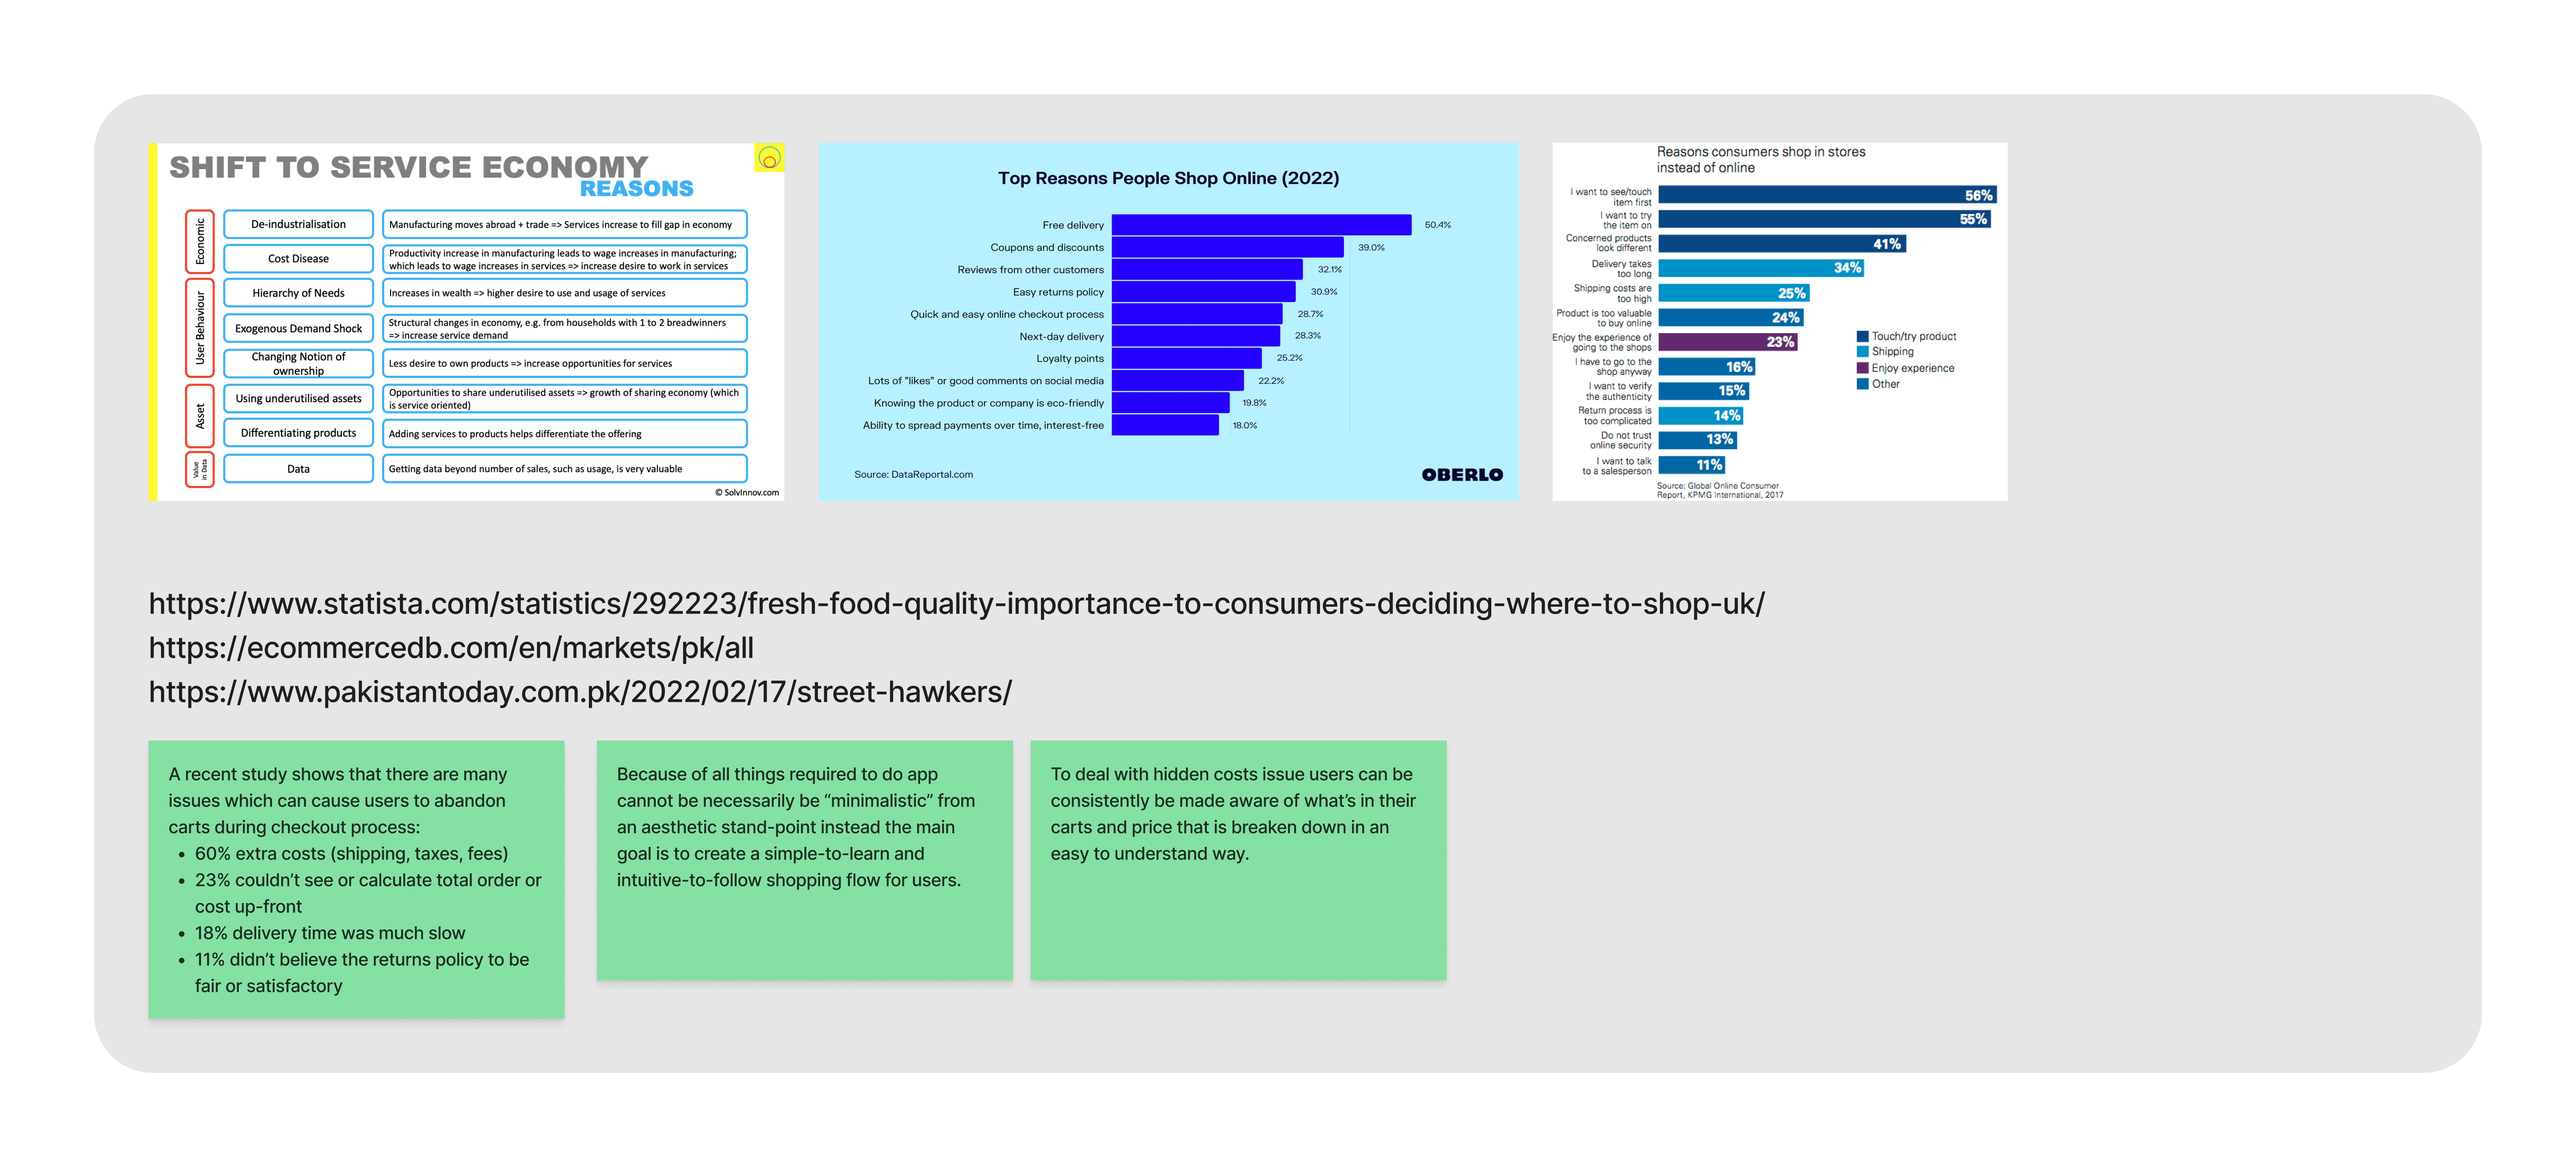 SHIFT TO SERVICE ECONOMY
REASONS
Economic
De-industrialisation
Manufacturing moves abroad + trade => Services increase to fill gap in economy
Cost Disease
Productivity increase in manufacturing leads to wage increases in manufacturing;
which leads to wage increases in services => increase desire to work in services
User Behaviour
Hierarchy of Needs
Increases in wealth => higher desire to use and usage of services
Exogenous Demand Shock
Structural changes in economy, e.g. from households with 1 to 2 breadwinners
=> increase service demand
Changing Notion of
ownership
Less desire to own products => increase opportunities for services
Asset
Using underutilised assets
Opportunities to share underutilised assets => growth of sharing economy (which
is service oriented)
Differentiating products
Adding services to products helps differentiate the offering
Value
in Data
Data
Getting data beyond number of sales, such as usage, is very valuable
© SolvInnov.com
Top Reasons People Shop Online (2022)
Free delivery 50.4%
Coupons and discounts 39.0%
Reviews from other customers 32.1%
Easy returns policy 30.9%
Quick and easy online checkout process 28.7%
Next-day delivery 28.3%
Loyalty points 25.2%
Lots of "likes" or good comments on social media 22.2%
Knowing the product or company is eco-friendly 19.8%
Ability to spread payments over time, interest-free 18.0%
Source: DataReportal.com
OBERLO
Reasons consumers shop in stores
instead of online
I want to see/touch
item first
56%
I want to try
the item on
55%
Concerned products
look different
41%
Delivery takes
too long
34%
Shipping costs are
too high
25%
Product is too valuable
to buy online
24%
Enjoy the experience of
going to the shops
23%
I have to go to the
shop anyway
16%
I want to verify
the authenticity
15%
Return process is
too complicated
14%
Do not trust
online security
13%
I want to talk
to a salesperson
11%
Touch/try product
Shipping
Enjoy experience
Other
Source: Global Online Consumer
Report, KPMG International, 2017
https://www.statista.com/statistics/292223/fresh-food-quality-importance-to-consumers-deciding-where-to-shop-uk/
https://ecommercedb.com/en/markets/pk/all
https://www.pakistantoday.com.pk/2022/02/17/street-hawkers/
A recent study shows that there are many
issues which can cause users to abandon
carts during checkout process:
• 60% extra costs (shipping, taxes, fees)
• 23% couldn’t see or calculate total order or
cost up-front
• 18% delivery time was much slow
• 11% didn’t believe the returns policy to be
fair or satisfactory
Because of all things required to do app
cannot be necessarily be “minimalistic” from
an aesthetic stand-point instead the main
goal is to create a simple-to-learn and
intuitive-to-follow shopping flow for users.
To deal with hidden costs issue users can be
consistently be made aware of what’s in their
carts and price that is breaken down in an
easy to understand way.